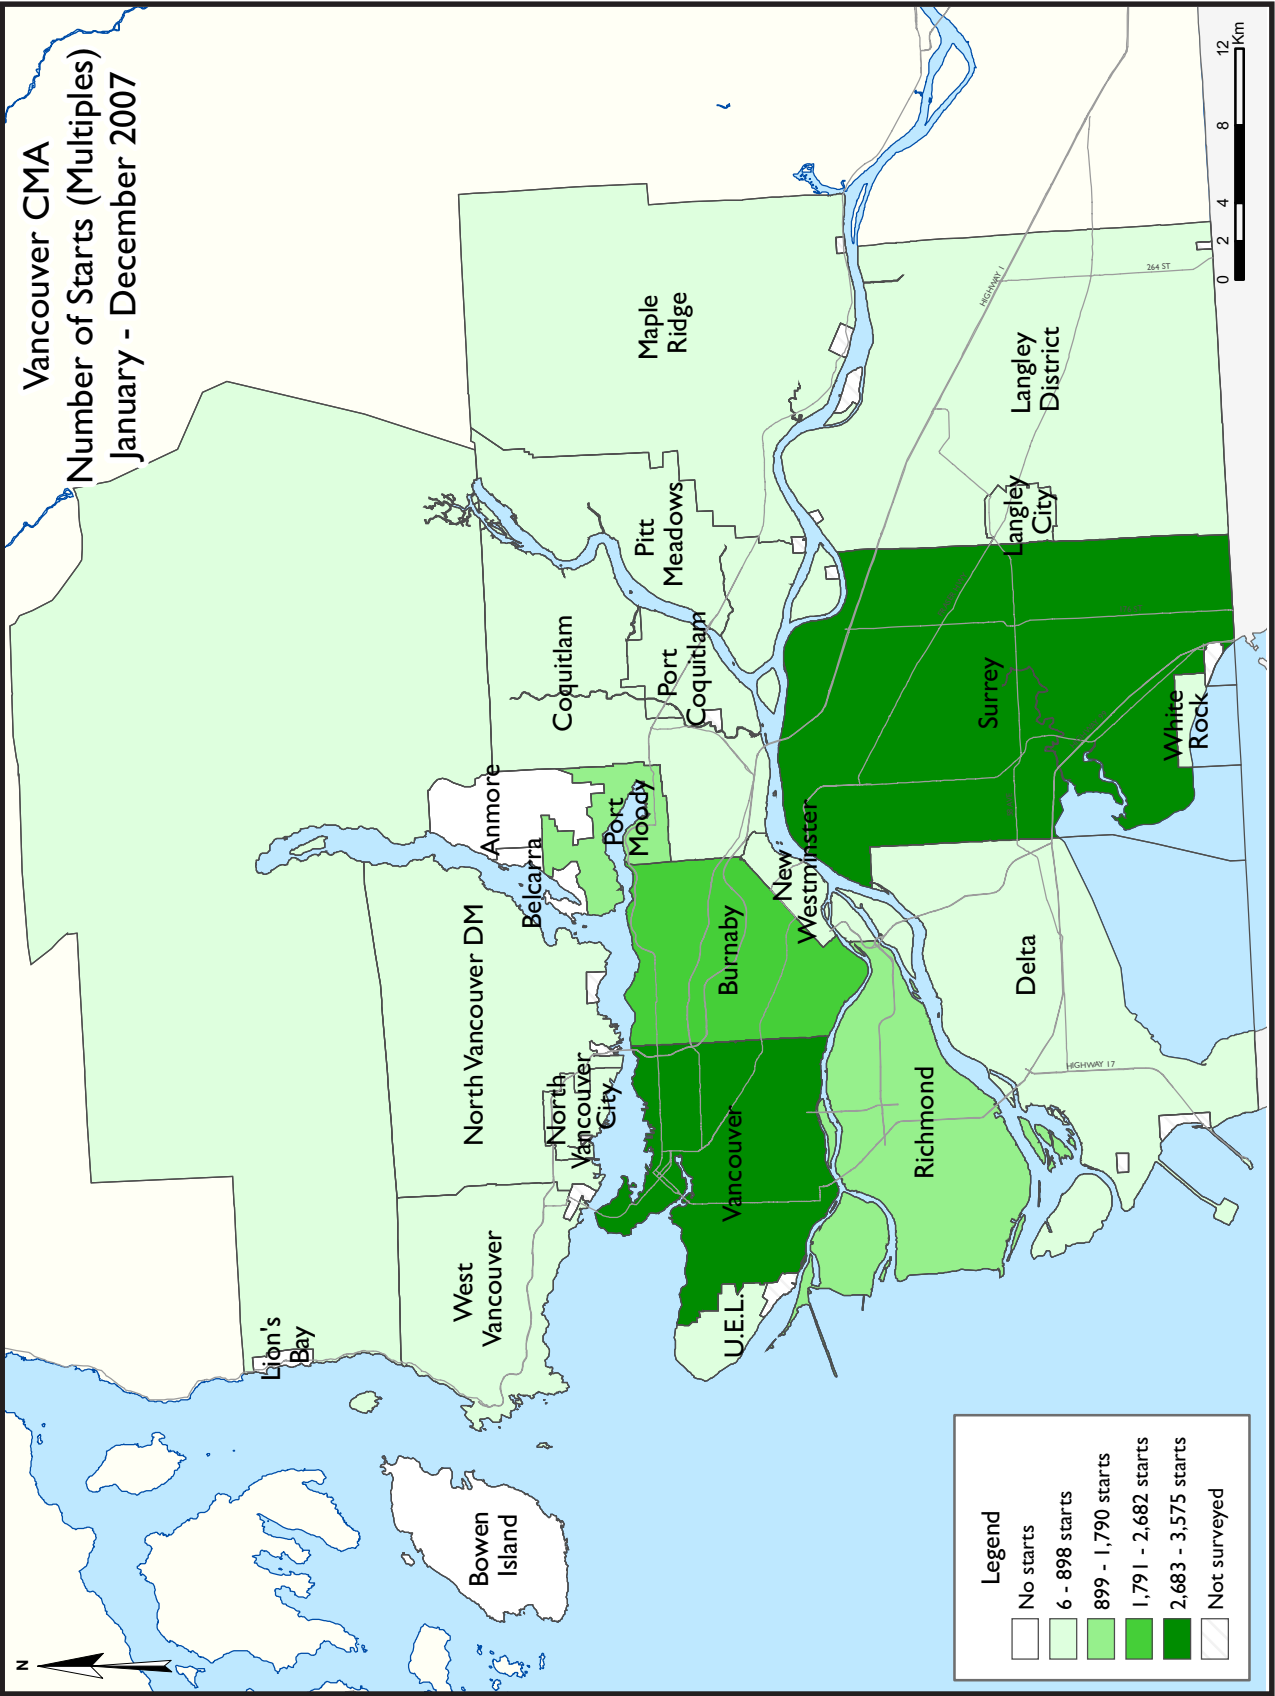 Vancouver CMA
Number of Starts (Multiples)
January - December 2007
N
Lion's
Bay
Bowen
Island
West
Vancouver
North Vancouver DM
North
Vancouver
City
Belcarra
Anmore
Port
Moody
Coquitlam
Port
Coquitlam
Pitt
Meadows
Maple
Ridge
U.E.L.
Vancouver
Burnaby
New
Westminster
Richmond
Delta
Surrey
White
Rock
Langley
City
Langley
District
HIGHWAY 1
264 ST
HIGHWAY 17
Legend
No starts
6 - 898 starts
899 - 1,790 starts
1,791 - 2,682 starts
2,683 - 3,575 starts
Not surveyed
0 2 4 8 12
Km